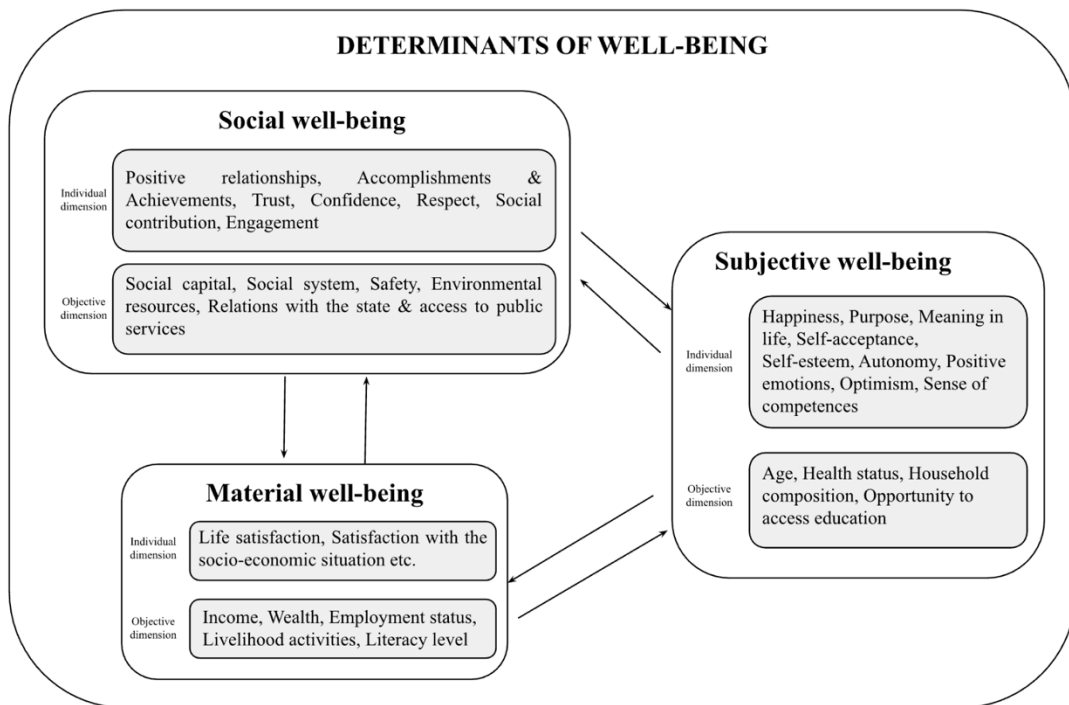 DETERMINANTS OF WELL-BEING
Social well-being
Individual
dimension
Positive relationships, Accomplishments &
Achievements, Trust, Confidence, Respect, Social
contribution, Engagement
Objective
dimension
Social capital, Social system, Safety, Environmental
resources, Relations with the state & access to public
services
Subjective well-being
Individual
dimension
Happiness, Purpose, Meaning in
life, Self-acceptance,
Self-esteem, Autonomy, Positive
emotions, Optimism, Sense of
competences
Objective
dimension
Age, Health status, Household
composition, Opportunity to
access education
Material well-being
Individual
dimension
Life satisfaction, Satisfaction with the
socio-economic situation etc.
Objective
dimension
Income, Wealth, Employment status,
Livelihood activities, Literacy level